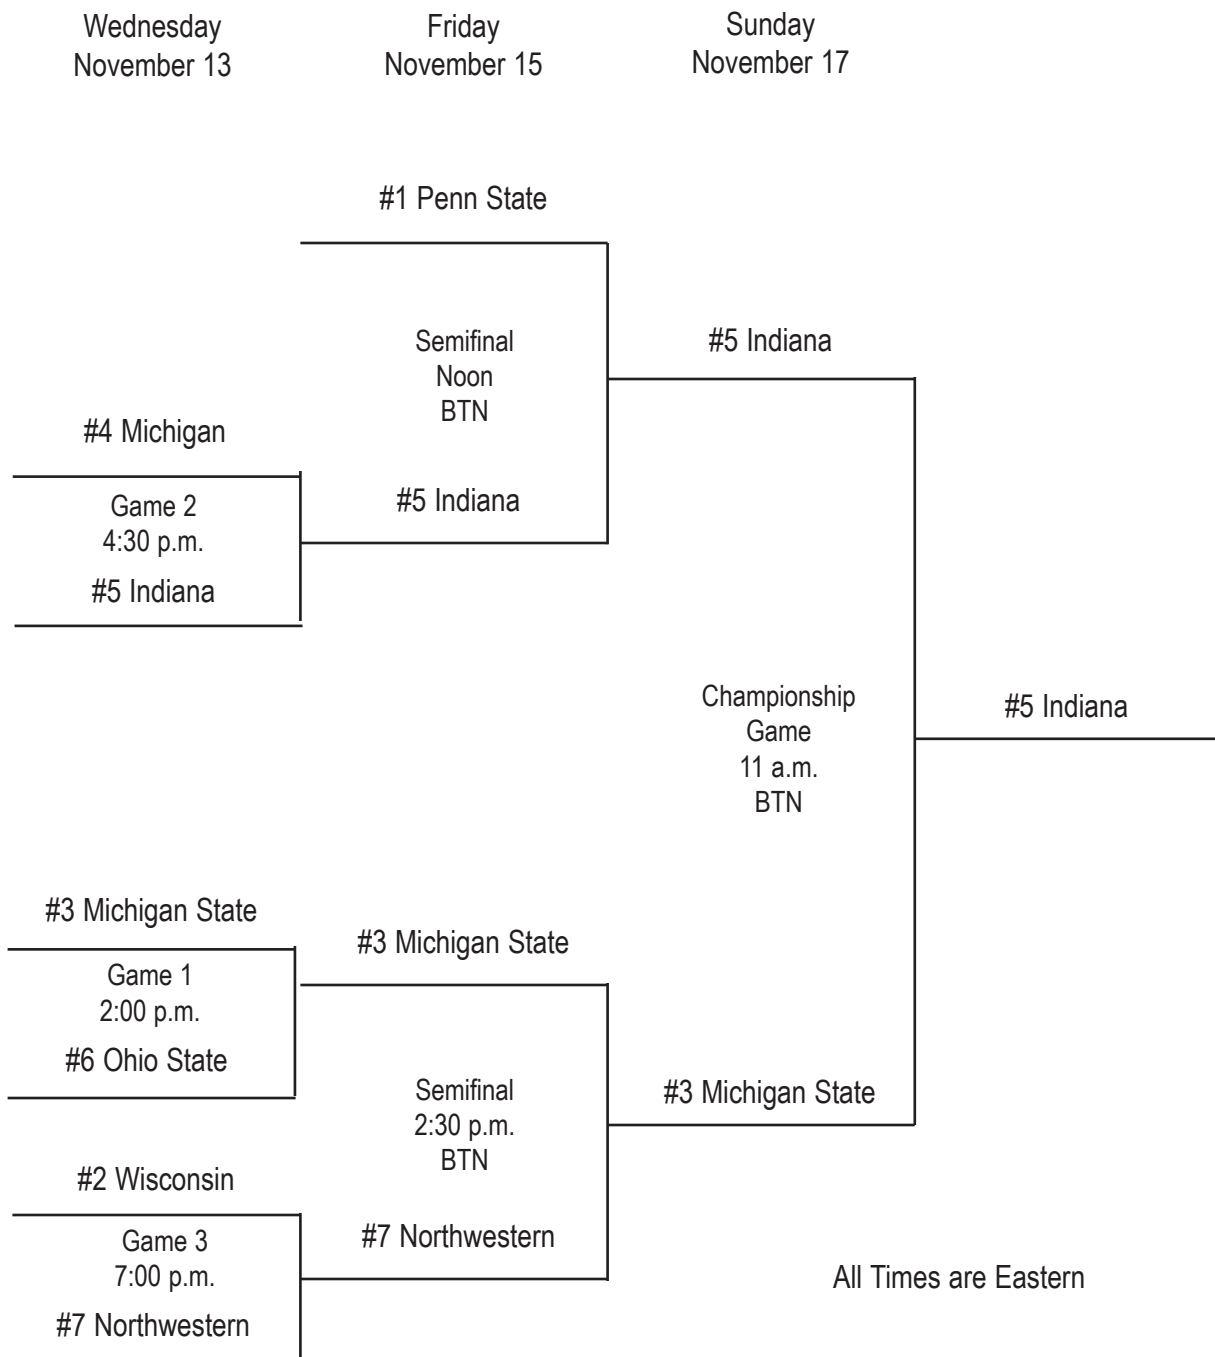 Wednesday
November 13
Friday
November 15
Sunday
November 17
#1 Penn State
Semifinal
Noon
BTN
#5 Indiana
#4 Michigan
Game 2
4:30 p.m.
#5 Indiana
#5 Indiana
Championship
Game
11 a.m.
BTN
#5 Indiana
#3 Michigan State
Game 1
2:00 p.m.
#6 Ohio State
#3 Michigan State
Semifinal
2:30 p.m.
BTN
#3 Michigan State
#2 Wisconsin
Game 3
7:00 p.m.
#7 Northwestern
#7 Northwestern
All Times are Eastern